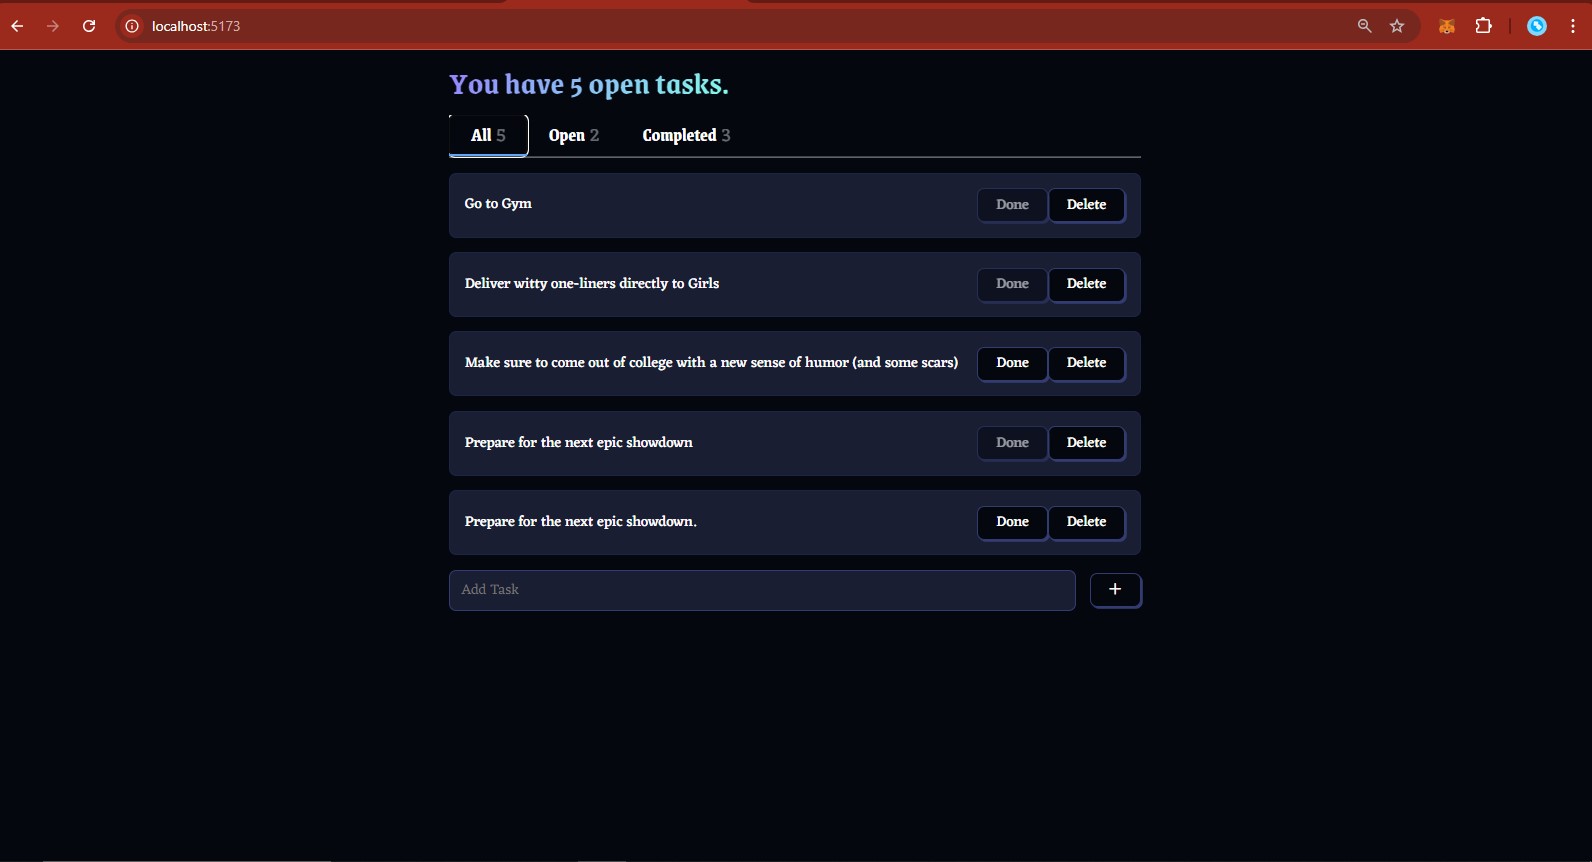 localhost:5173
You have 5 open tasks.
All 5 Open 2 Completed 3
Go to Gym Done Delete
Deliver witty one-liners directly to Girls Done Delete
Make sure to come out of college with a new sense of humor (and some scars) Done Delete
Prepare for the next epic showdown Done Delete
Prepare for the next epic showdown. Done Delete
Add Task +